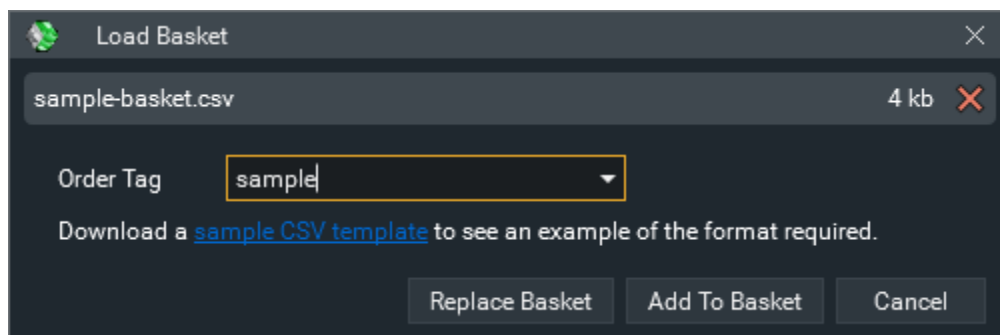 Load Basket
sample-basket.csv 4 kb
Order Tag sample
Download a sample CSV template to see an example of the format required.
Replace Basket Add To Basket Cancel